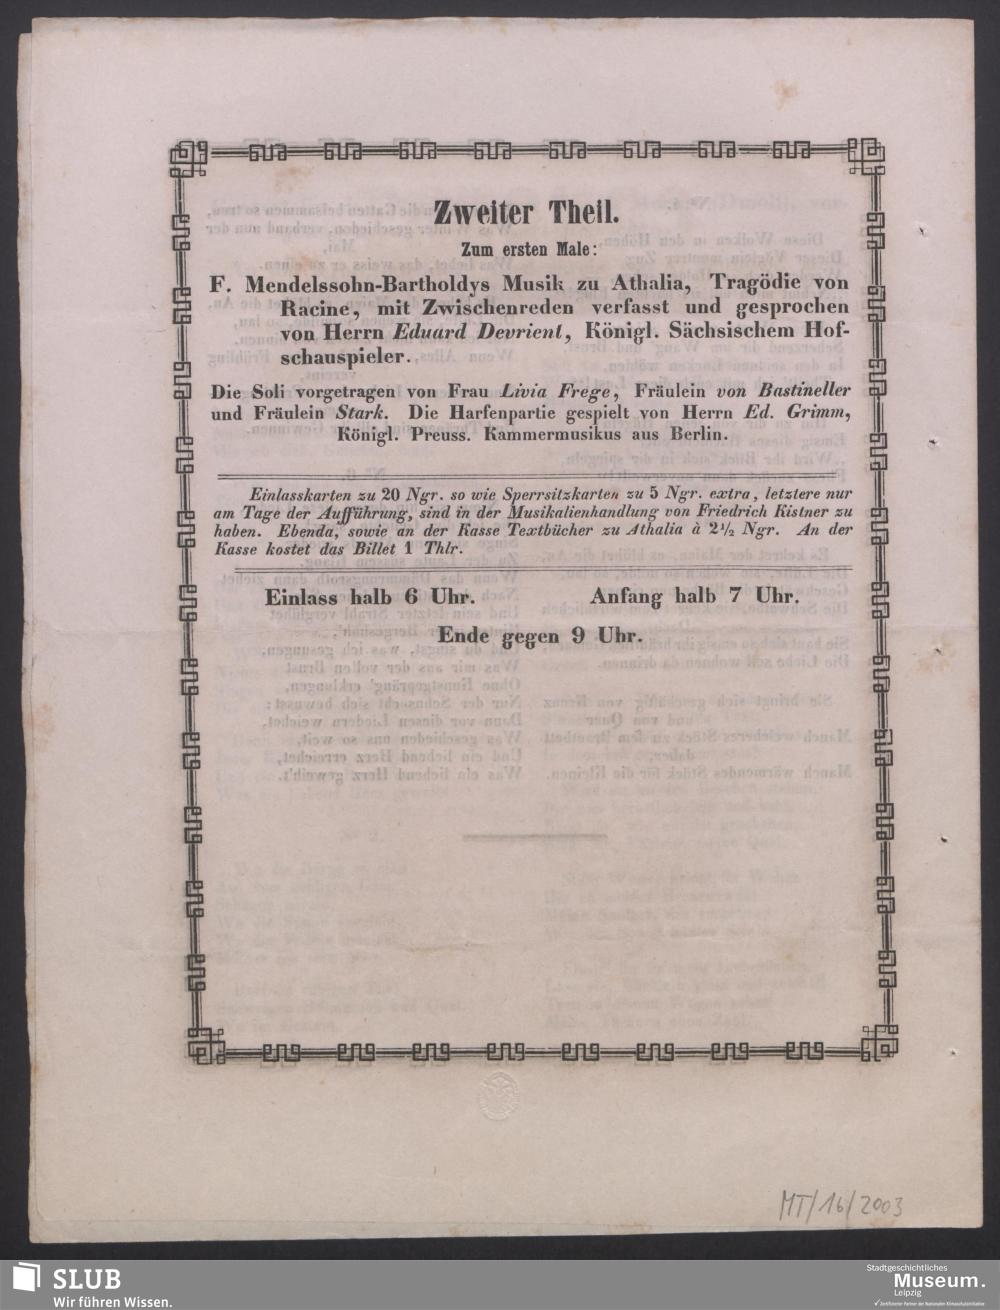 Zweiter Theil.
Zum ersten Male:
F. Mendelssohn-Bartholdys Musik zu Athalia, Tragödie von
Racine, mit Zwischenreden verfasst und gesprochen
von Herrn Eduard Devrient, Königl. Sächsischem Hof-
schauspieler.
Die Soli vorgetragen von Frau Livia Frege, Fräulein von Bastineller
und Fräulein Stark. Die Harfenpartie gespielt von Herrn Ed. Grimm,
Königl. Preuss. Kammermusikus aus Berlin.
Einlasskarten zu 20 Ngr. so wie Sperrsitzkarten zu 5 Ngr. extra, letztere nur
am Tage der Aufführung, sind in der Musikalienhandlung von Friedrich Kistner zu
haben. Ebenda, sowie an der Kasse Textbücher zu Athalia à 2½ Ngr. An der
Kasse kostet das Billet 1 Thlr.
Einlass halb 6 Uhr. Anfang halb 7 Uhr.
Ende gegen 9 Uhr.
MT/16/2003
SLUB
Wir führen Wissen.
Stadtgeschichtliches
Museum.
Leipzig